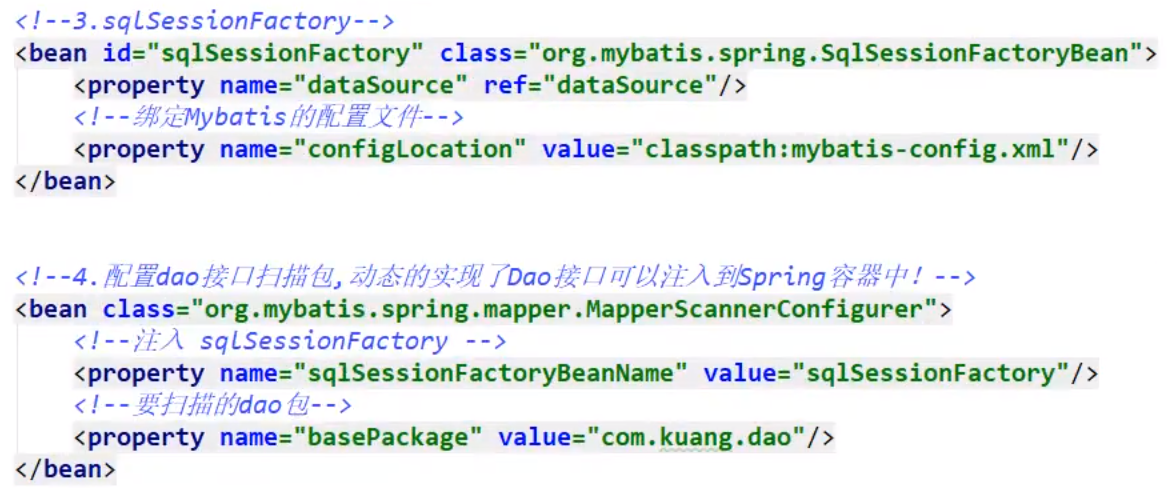 <!--3.sqlSessionFactory-->
<bean id="sqlSessionFactory" class="org.mybatis.spring.SqlSessionFactoryBean">
    <property name="dataSource" ref="dataSource"/>
    <!--绑定Mybatis的配置文件-->
    <property name="configLocation" value="classpath:mybatis-config.xml"/>
</bean>
<!--4.配置dao接口扫描包,动态的实现了Dao接口可以注入到Spring容器中！-->
<bean class="org.mybatis.spring.mapper.MapperScannerConfigurer">
    <!--注入 sqlSessionFactory -->
    <property name="sqlSessionFactoryBeanName" value="sqlSessionFactory"/>
    <!--要扫描的dao包-->
    <property name="basePackage" value="com.kuang.dao"/>
</bean>